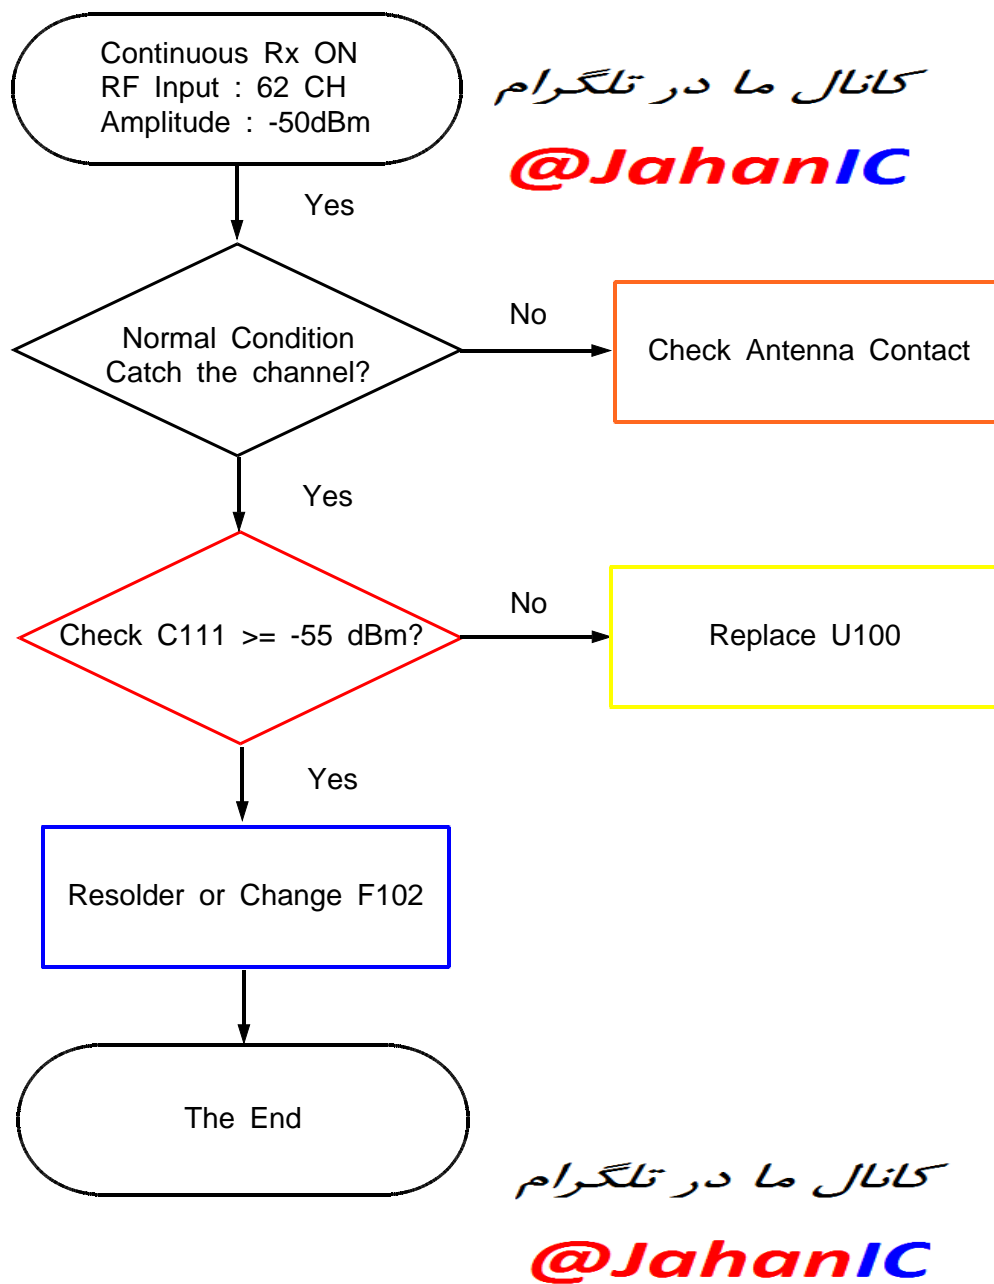 Continuous Rx ON
RF Input : 62 CH
Amplitude : -50dBm
کانال ما در تلگرام
@JahanIC
Yes
Normal Condition
Catch the channel?
No
Check Antenna Contact
Yes
Check C111 >= -55 dBm?
No
Replace U100
Yes
Resolder or Change F102
The End
کانال ما در تلگرام
@JahanIC